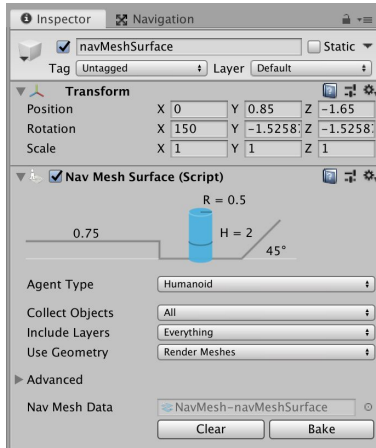 Inspector Navigation
navMeshSurface Static
Tag Untagged Layer Default
Transform
Position X 0 Y 0.85 Z -1.65
Rotation X 150 Y -1.5258 Z -1.5258
Scale X 1 Y 1 Z 1
Nav Mesh Surface (Script)
R = 0.5
0.75 H = 2
45°
Agent Type Humanoid
Collect Objects All
Include Layers Everything
Use Geometry Render Meshes
Advanced
Nav Mesh Data NavMesh-navMeshSurface
Clear Bake